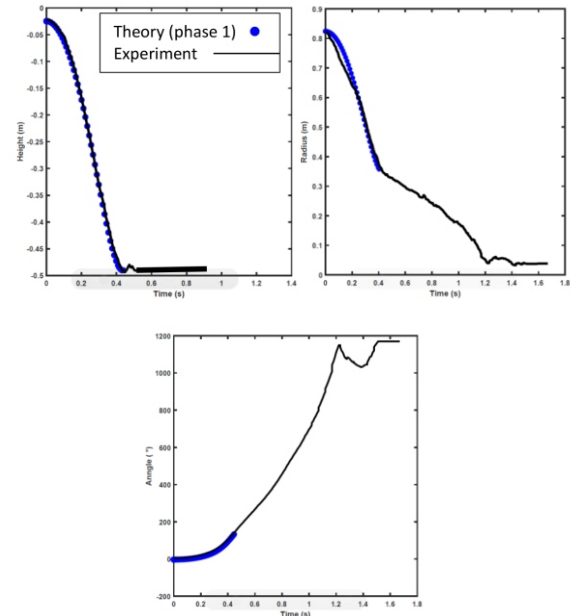 Theory (phase 1)
Experiment
0
-0.05
-0.1
-0.15
-0.2
-0.25
-0.3
-0.35
-0.4
-0.45
-0.5
Height (m)
0 0.2 0.4 0.6 0.8 1 1.2 1.4
Time (s)
0.9
0.8
0.7
0.6
0.5
0.4
0.3
0.2
0.1
0
Radius (m)
0 0.2 0.4 0.6 0.8 1 1.2 1.4 1.6 1.8
Time (s)
1200
1000
800
600
400
200
0
-200
Anngle (°)
0 0.2 0.4 0.6 0.8 1 1.2 1.4 1.6 1.8
Time (s)